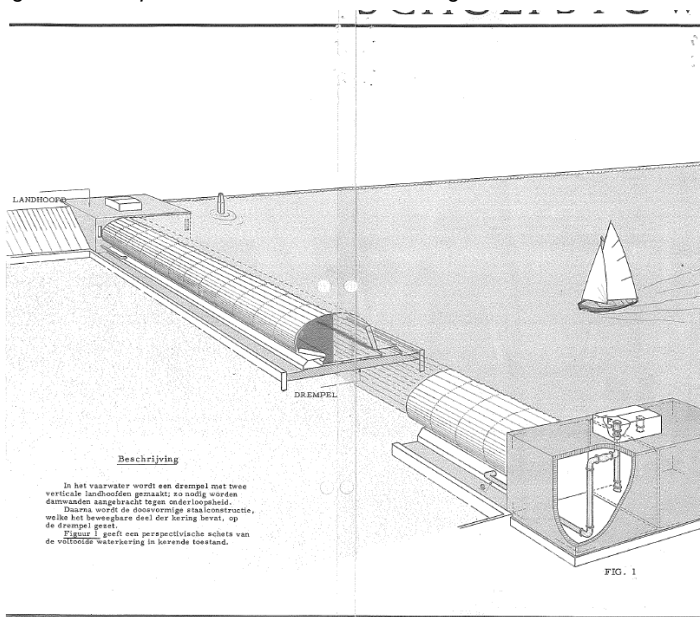 LANDHOOFD
DREMPEL
Beschrijving
In het vaarwater wordt een drempel met twee
verticale landhoofden gemaakt; zo nodig worden
damwanden aangebracht tegen onderloopsheid.
Daarna wordt de doosvormige staalconstructie,
welke het beweegbare deel der kering bevat, op
de drempel gezet.
Figuur 1 geeft een perspectivische schets van
de voltooide waterkering in kerende toestand.
FIG. 1